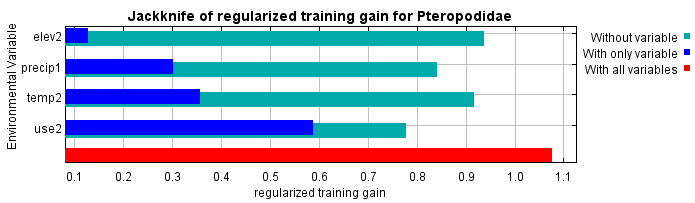 Jackknife of regularized training gain for Pteropodidae
Environmental Variable
elev2
precip1
temp2
use2
0.1 0.2 0.3 0.4 0.5 0.6 0.7 0.8 0.9 1.0 1.1
regularized training gain
Without variable
With only variable
With all variables